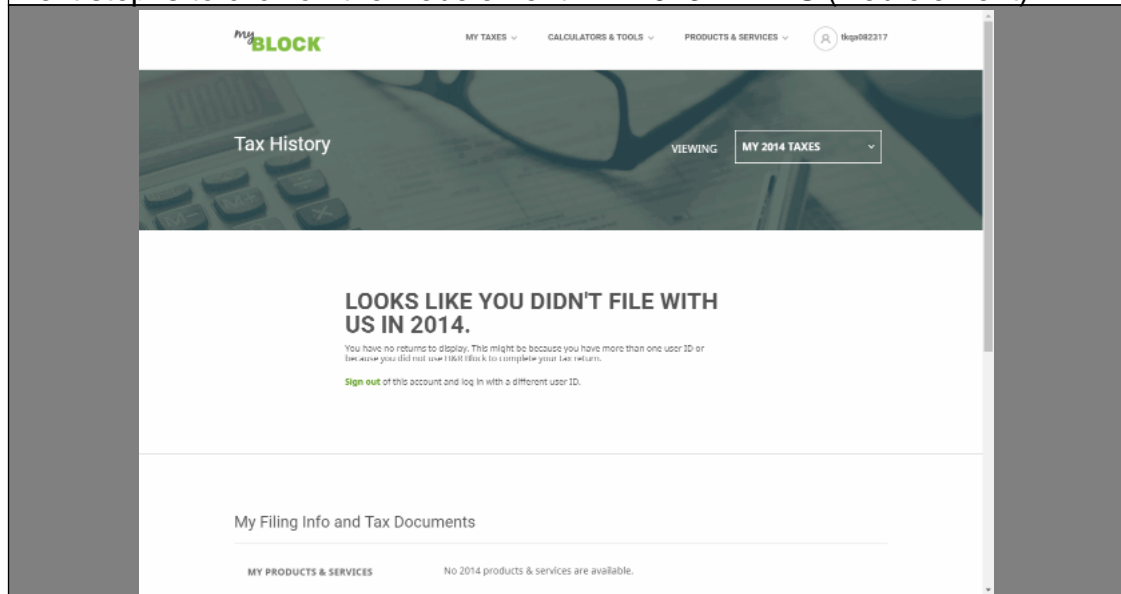 my BLOCK
MY TAXES
CALCULATORS & TOOLS
PRODUCTS & SERVICES
tkqa082317
Tax History
VIEWING
MY 2014 TAXES
LOOKS LIKE YOU DIDN'T FILE WITH
US IN 2014.
You have no returns to display. This might be because you have more than one user ID or
because you did not use H&R Block to complete your tax return.
Sign out of this account and log in with a different user ID.
My Filing Info and Tax Documents
MY PRODUCTS & SERVICES
No 2014 products & services are available.